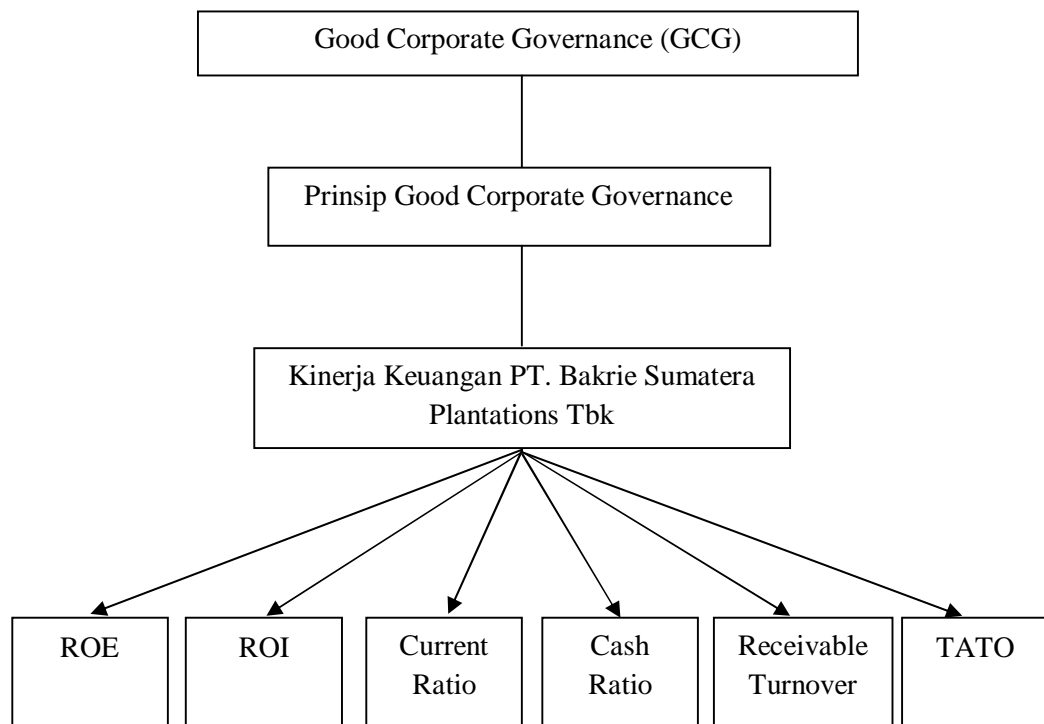 Good Corporate Governance (GCG)
Prinsip Good Corporate Governance
Kinerja Keuangan PT. Bakrie Sumatera
Plantations Tbk
ROE
ROI
Current
Ratio
Cash
Ratio
Receivable
Turnover
TATO